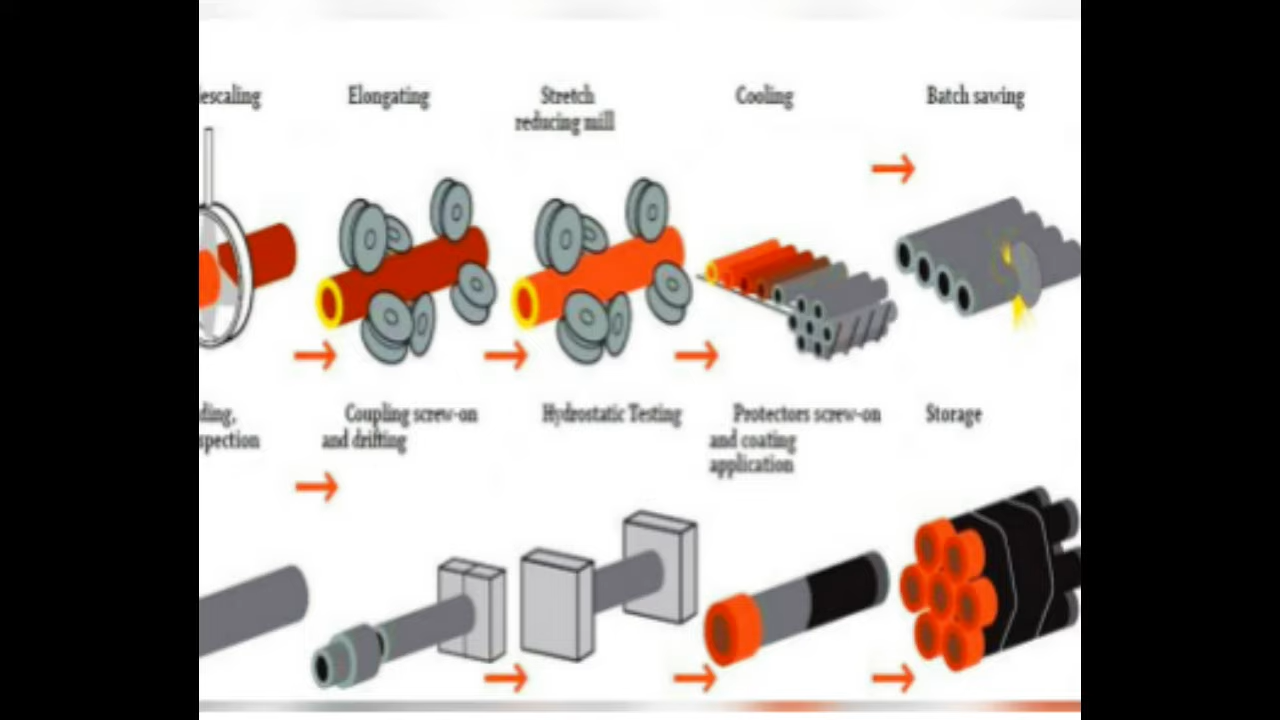 escaling
Elongating
Stretch
reducing mill
Cooling
Batch sawing
ding,
spection
Coupling screw-on
and drifting
Hydrostatic Testing
Protectors screw-on
and coating
application
Storage